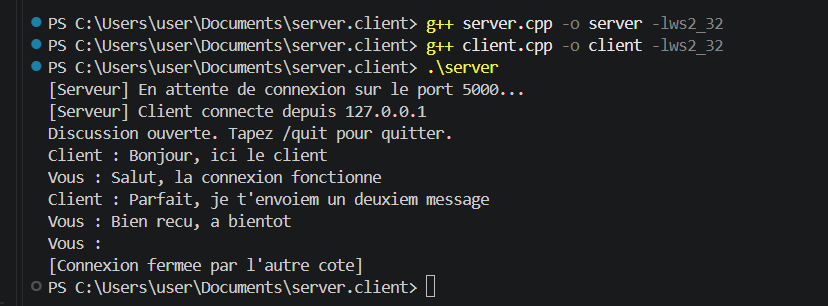 PS C:\Users\user\Documents\server.client> g++ server.cpp -o server -lws2_32
PS C:\Users\user\Documents\server.client> g++ client.cpp -o client -lws2_32
PS C:\Users\user\Documents\server.client> .\server
[Serveur] En attente de connexion sur le port 5000...
[Serveur] Client connecte depuis 127.0.0.1
Discussion ouverte. Tapez /quit pour quitter.
Client : Bonjour, ici le client
Vous : Salut, la connexion fonctionne
Client : Parfait, je t'envoiem un deuxiem message
Vous : Bien recu, a bientot
Vous :
[Connexion fermee par l'autre cote]
PS C:\Users\user\Documents\server.client>